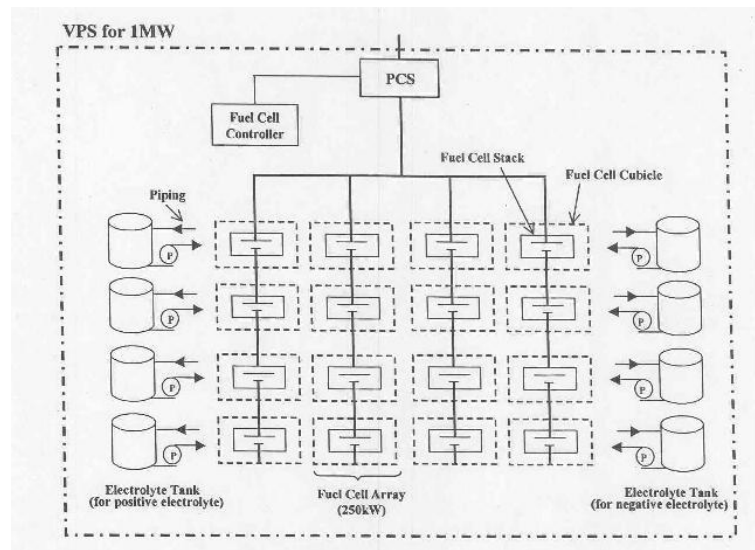 VPS for 1MW
PCS
Fuel Cell
Controller
Fuel Cell Stack
Fuel Cell Cubicle
Piping
P
P
P
P
P
P
P
P
Electrolyte Tank
(for positive electrolyte)
Fuel Cell Array
(250kW)
Electrolyte Tank
(for negative electrolyte)